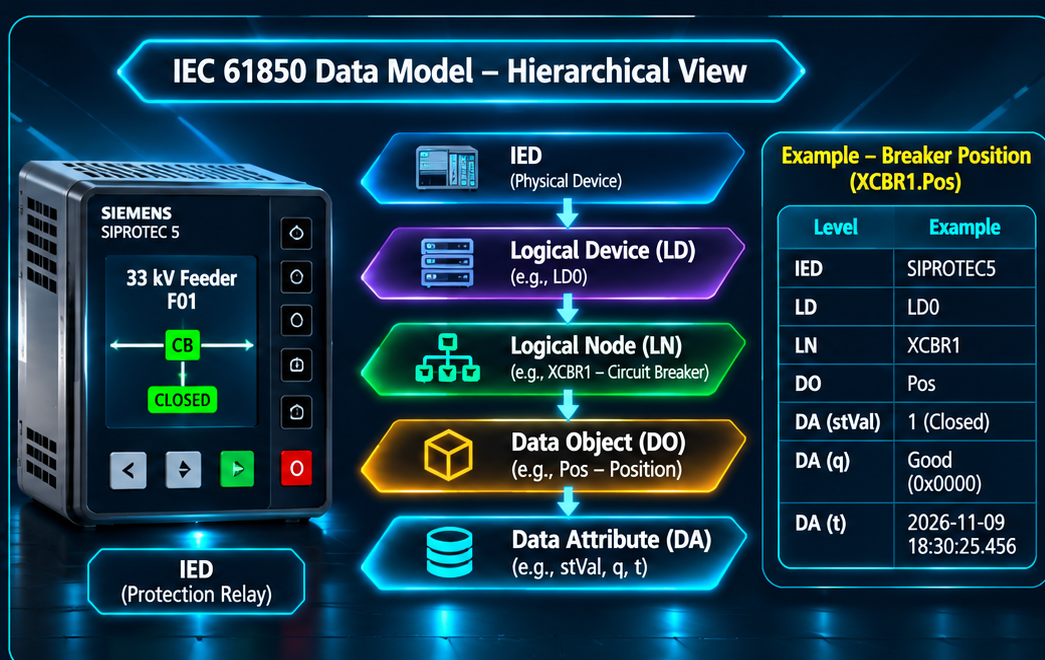 IEC 61850 Data Model – Hierarchical View
SIEMENS
SIPROTEC 5
33 kV Feeder
F01
CB
CLOSED
IED
(Protection Relay)
IED
(Physical Device)
Logical Device (LD)
(e.g., LD0)
Logical Node (LN)
(e.g., XCBR1 – Circuit Breaker)
Data Object (DO)
(e.g., Pos – Position)
Data Attribute (DA)
(e.g., stVal, q, t)
Example – Breaker Position
(XCBR1.Pos)
Level Example
IED SIPROTEC5
LD LD0
LN XCBR1
DO Pos
DA (stVal) 1 (Closed)
DA (q) Good
(0x0000)
DA (t) 2026-11-09
18:30:25.456